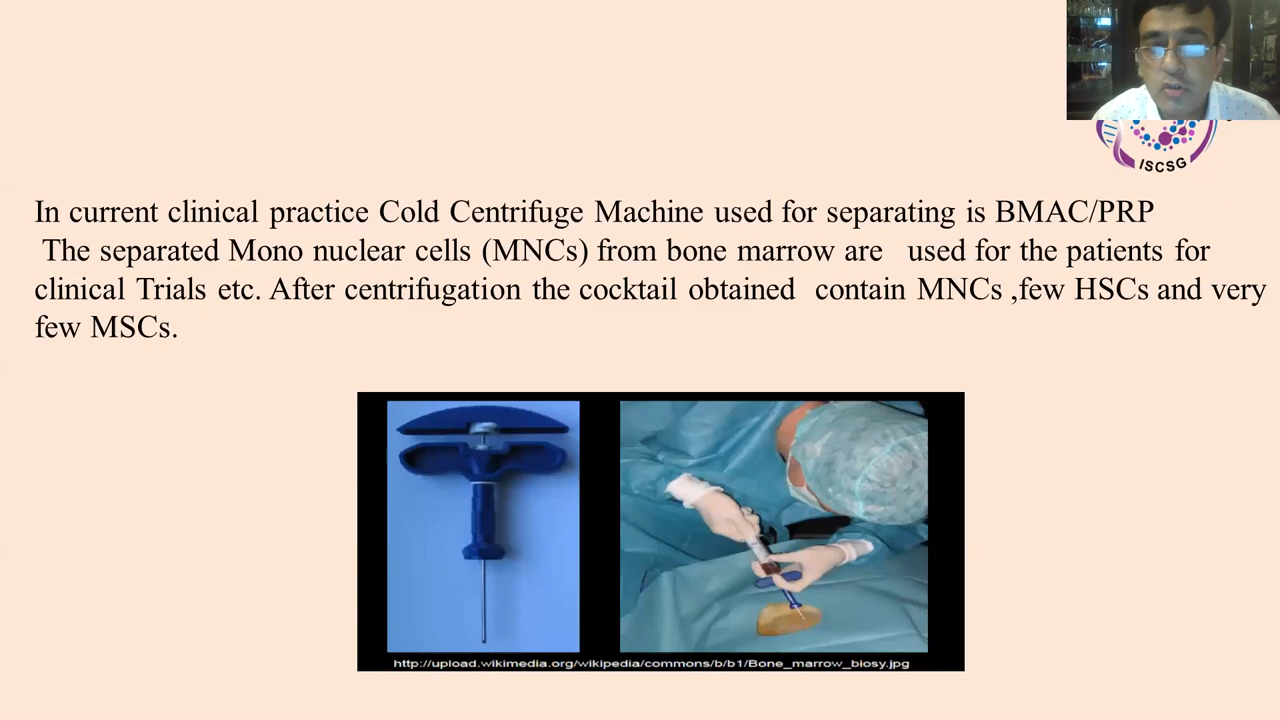 ISCSG
In current clinical practice Cold Centrifuge Machine used for separating is BMAC/PRP
The separated Mono nuclear cells (MNCs) from bone marrow are used for the patients for
clinical Trials etc. After centrifugation the cocktail obtained contain MNCs ,few HSCs and very
few MSCs.
http://upload.wikimedia.org/wikipedia/commons/b/b1/Bone_marrow_biosy.jpg